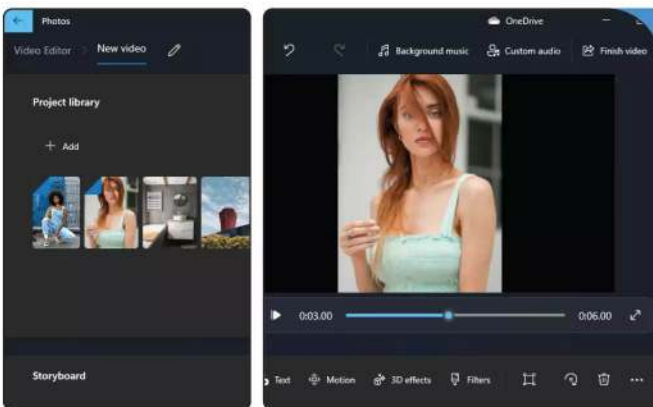 Photos
Video Editor
New video
Project library
+ Add
Storyboard
OneDrive
Background music
Custom audio
Finish video
0:03.00
0:06.00
Text
Motion
3D effects
Filters